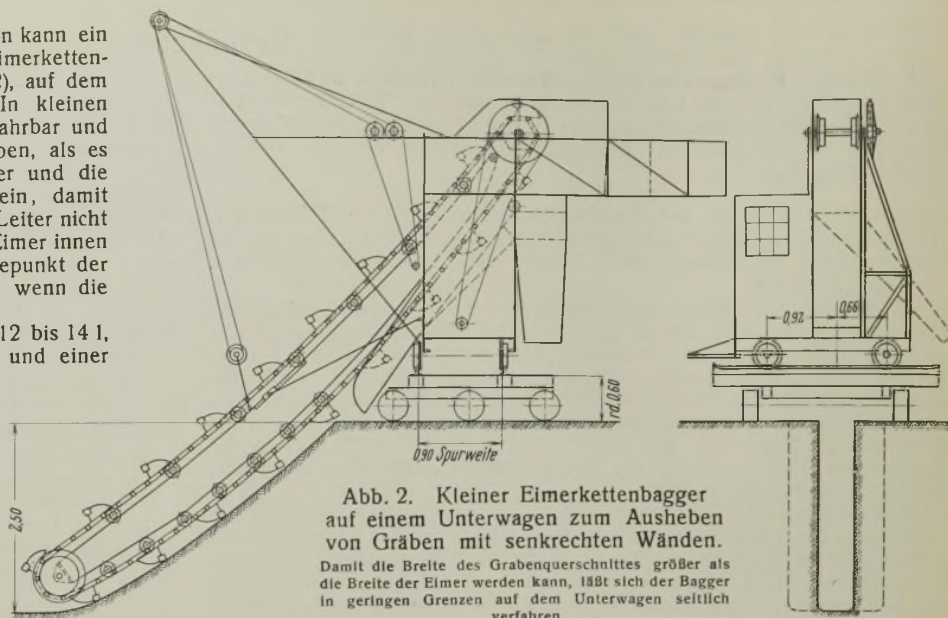 n kann ein
imerketten-
2), auf dem
In kleinen
ahrbar und
ben, als es
er und die
ein, damit
Leiter nicht
Eimer innen
epunkt der
wenn die
12 bis 14 l,
und einer
0,92
0,66
rd.0,60
0,90 Spurweite
2,50
Abb. 2. Kleiner Eimerkettenbagger
auf einem Unterwagen zum Ausheben
von Gräben mit senkrechten Wänden.
Damit die Breite des Grabenquerschnittes größer als
die Breite der Eimer werden kann, läßt sich der Bagger
in geringen Grenzen auf dem Unterwagen seitlich
verfahren